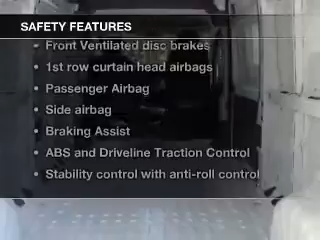 SAFETY FEATURES
• Front Ventilated disc brakes
• 1st row curtain head airbags
• Passenger Airbag
• Side airbag
• Braking Assist
• ABS and Driveline Traction Control
• Stability control with anti-roll control